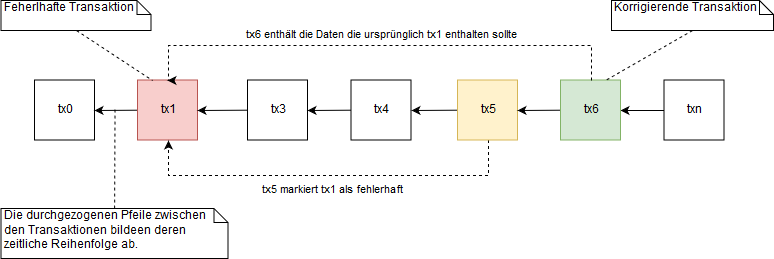 Feherlhafte Transaktion
Korrigierende Transaktion
tx6 enthält die Daten die ursprünglich tx1 enthalten sollte
tx0
tx1
tx3
tx4
tx5
tx6
txn
tx5 markiert tx1 als fehlerhaft
Die durchgezogenen Pfeile zwischen
den Transaktionen bildeen deren
zeitliche Reihenfolge ab.